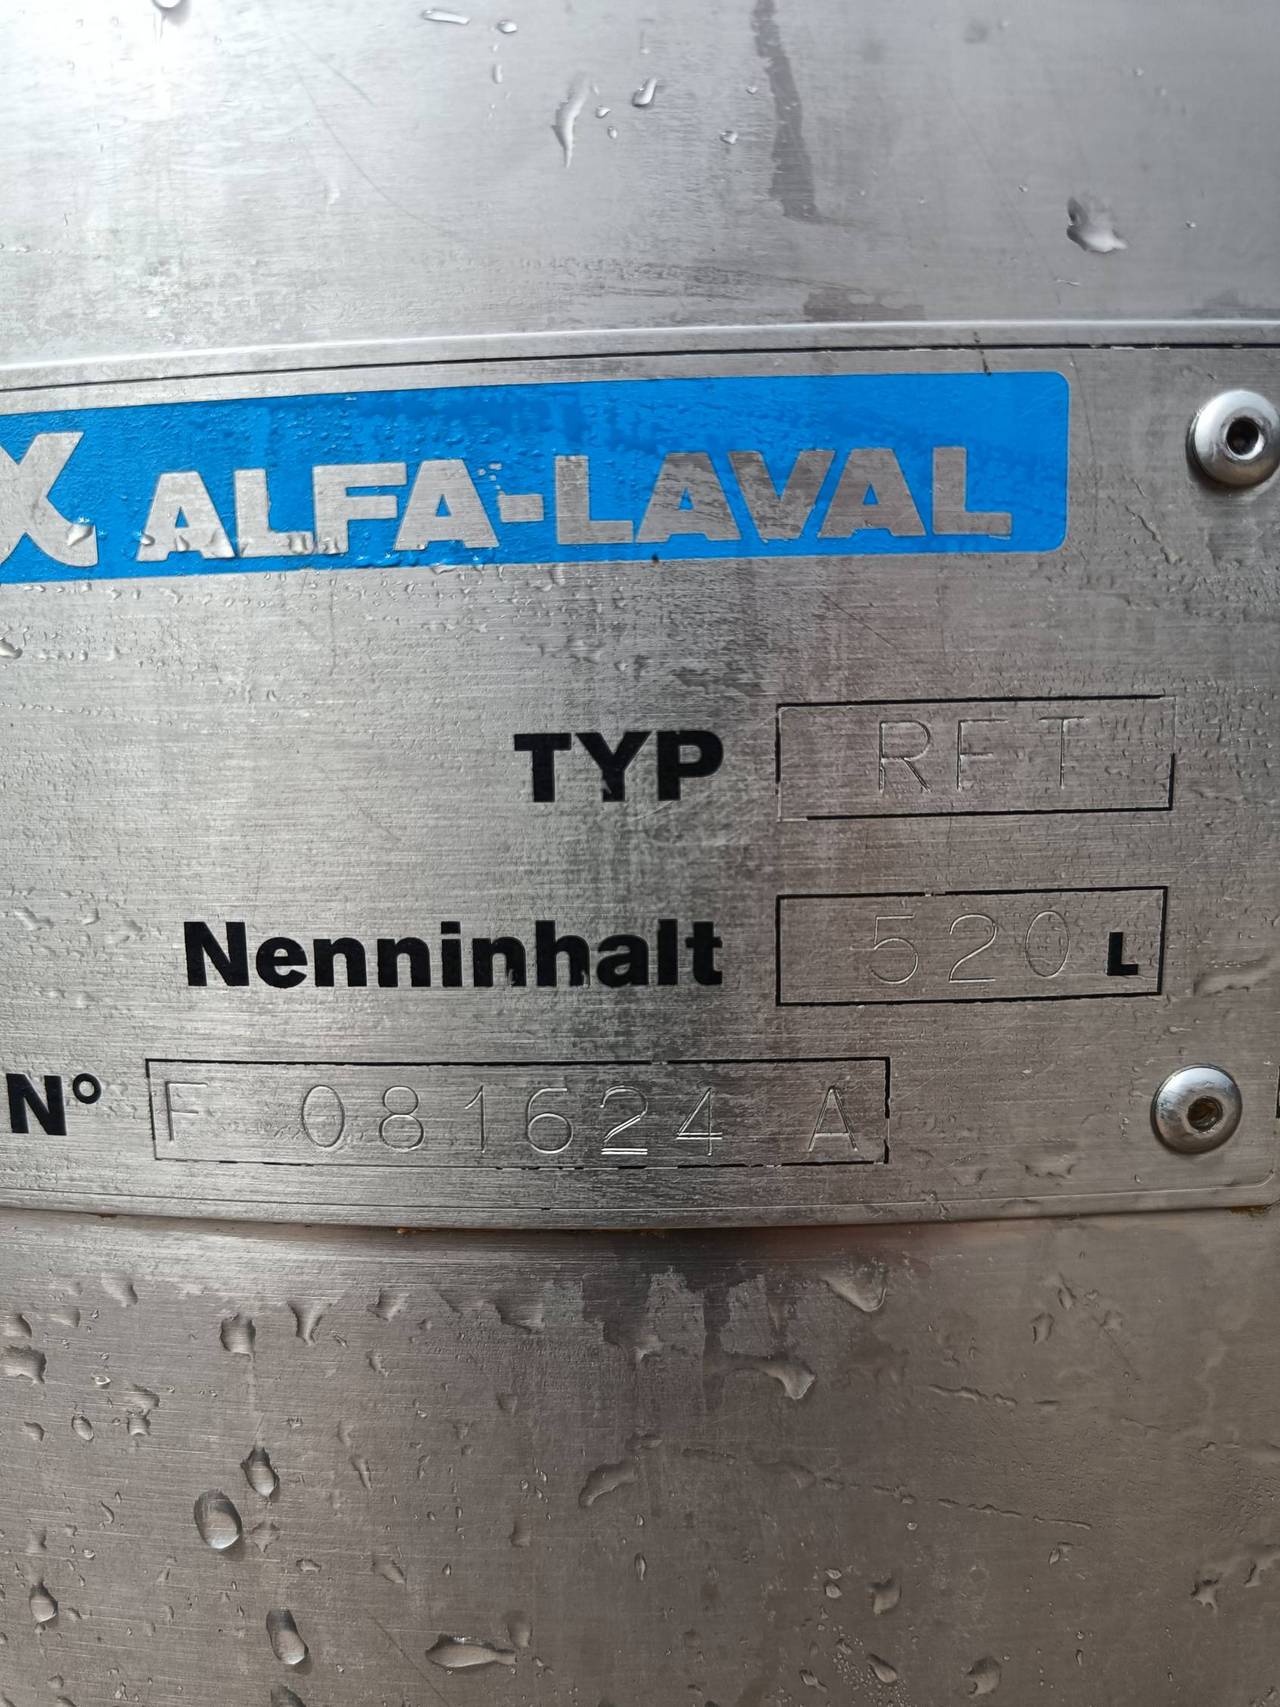 ALFA-LAVAL
TYP RFT
Nenninhalt 520 L
N° F 081624 A